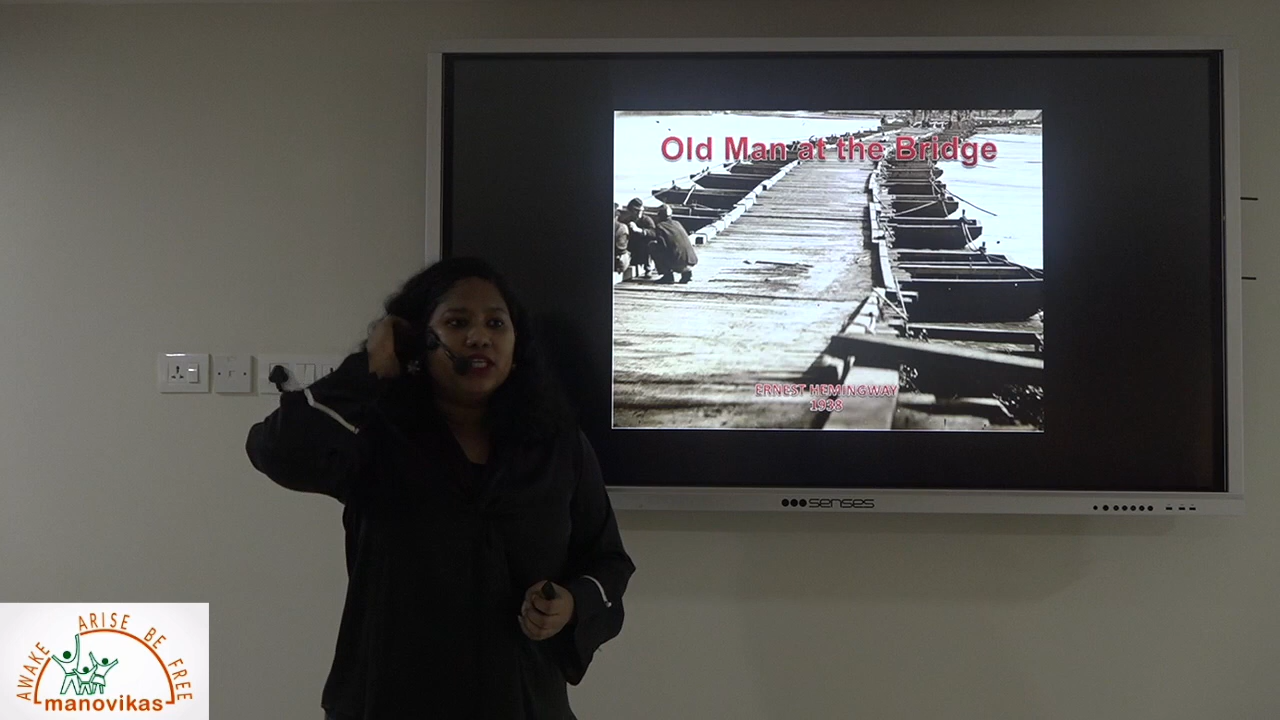 Old Man at the Bridge
ERNEST HEMINGWAY
1938
senses
AWAKE ARISE BE FREE
manovikas